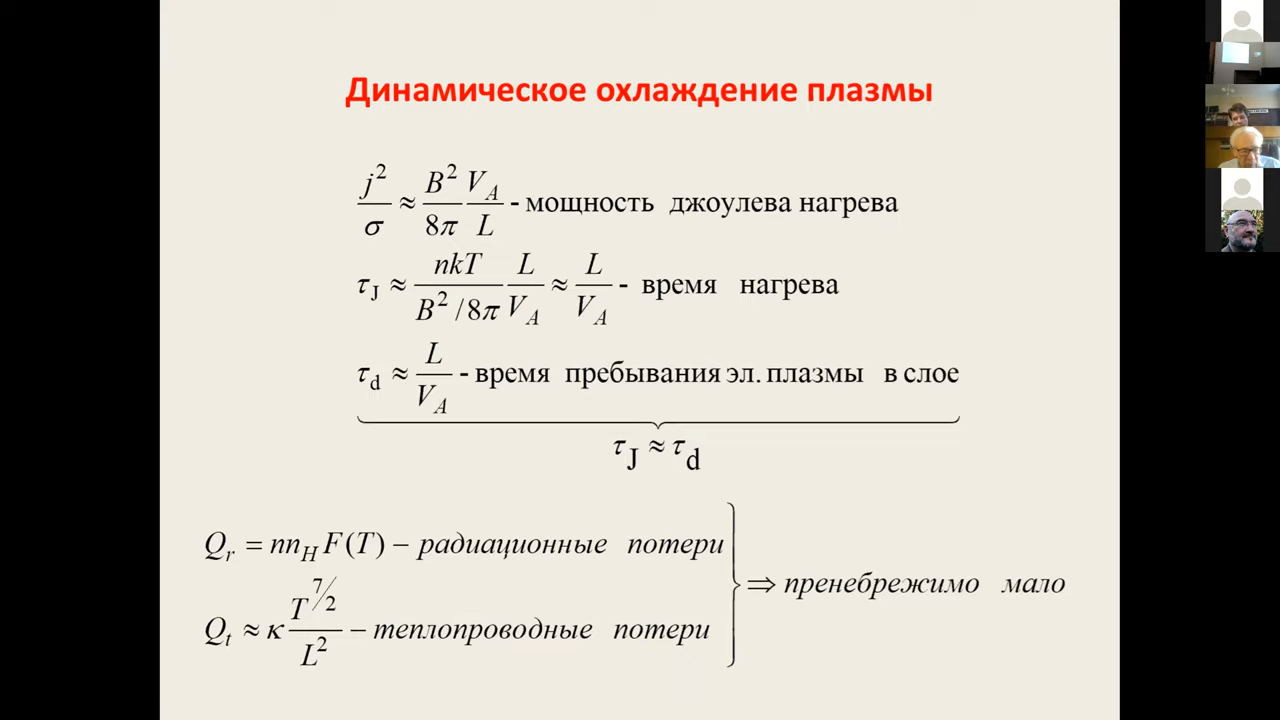 Динамическое охлаждение плазмы
j²/σ ≈ B²/8π V_A/L - мощность джоулева нагрева
τ_J ≈ nkT/(B²/8π) L/V_A ≈ L/V_A - время нагрева
τ_d ≈ L/V_A - время пребывания эл. плазмы в слое
τ_J ≈ τ_d
Q_r = nn_H F(T) – радиационные потери
Q_t ≈ κ T^(7/2)/L² – теплопроводные потери
⇒ пренебрежимо мало